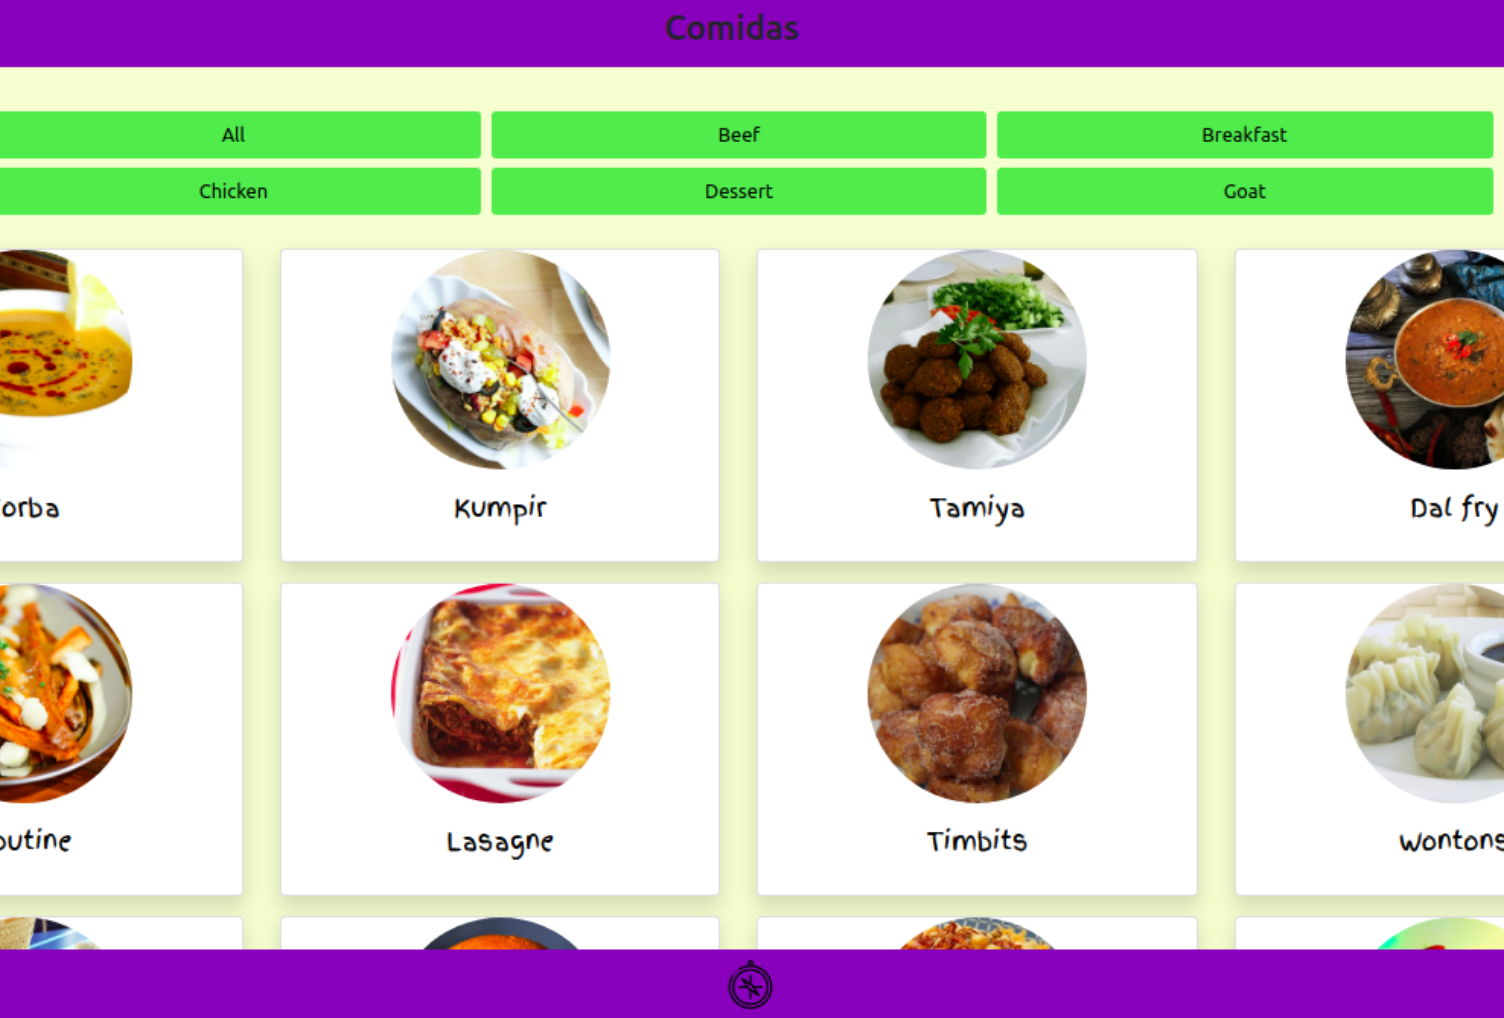 Comidas
All
Beef
Breakfast
Chicken
Dessert
Goat
orba
Kumpir
Tamiya
Dal fry
outine
Lasagne
Timbits
Wontons